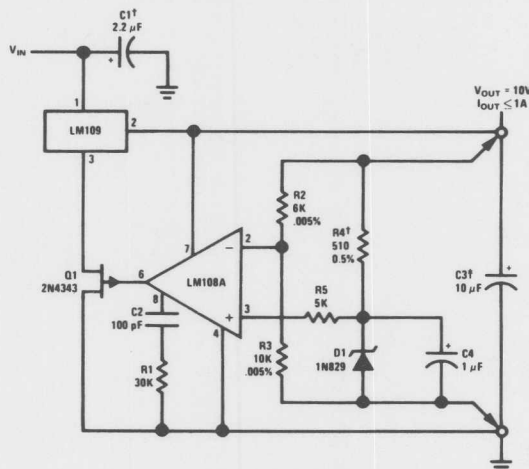 C1†
2.2 μF
+
VIN
1
LM109
2
3
VOUT = 10V
IOUT ≤ 1A
R2
6K
.005%
R4†
510
0.5%
7
2
−
Q1
2N4343
6
LM108A
8
C2
100 pF
3
+
4
R5
5K
C3†
10 μF
+
R3
10K
.005%
D1
1N829
C4
1 μF
+
R1
30K